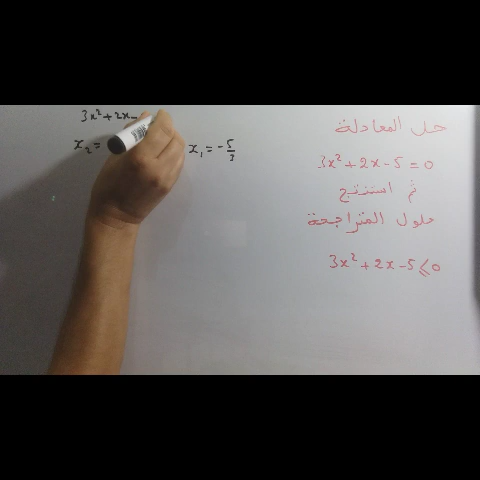 حل المعادلة
3x² + 2x - 5 = 0
ثم استنتج
حلول المتراجحة
3x² + 2x - 5 ⩽ 0
3x² + 2x -
x₂ =
x₁ = - 5/3